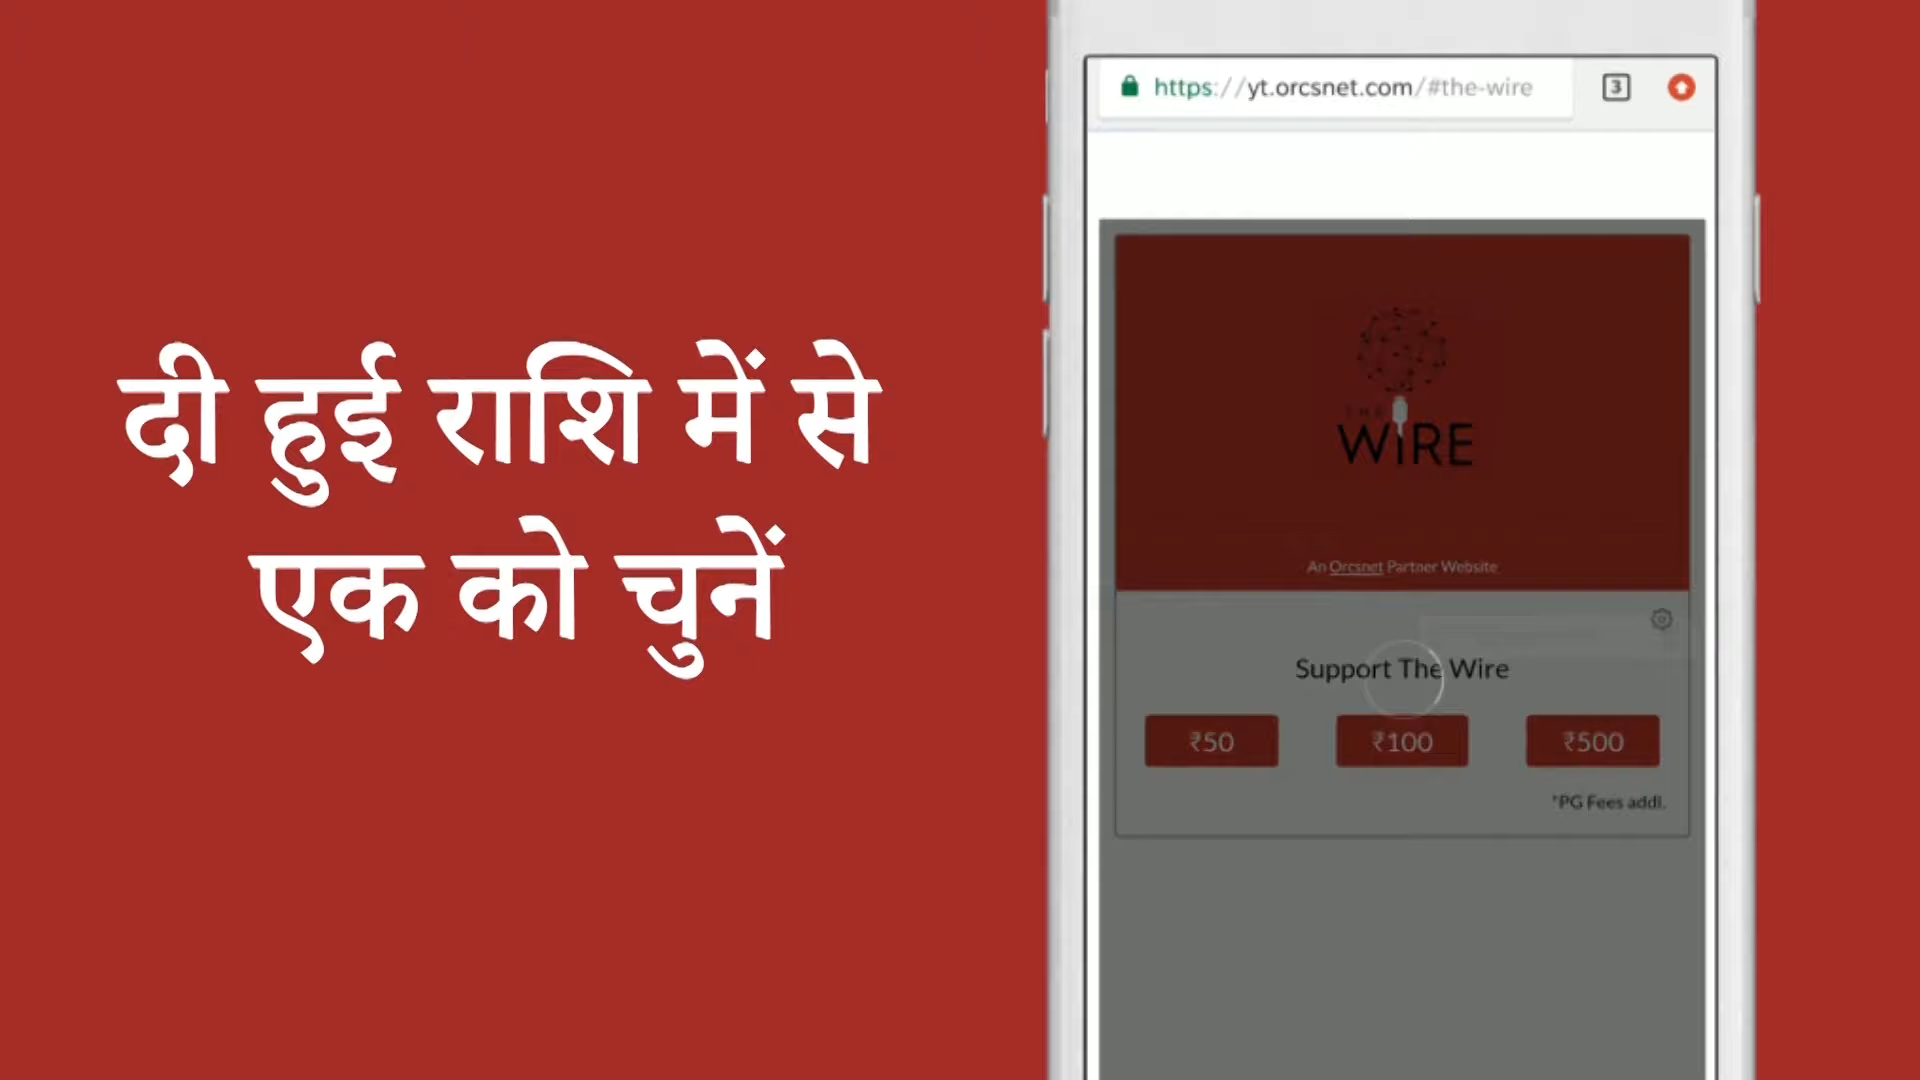 दी हुई राशि में से
एक को चुनें
https://yt.orcsnet.com/#the-wire
3
THE
WIRE
An Orcsnet Partner Website
Support The Wire
₹50 ₹100 ₹500
*PG Fees addl.